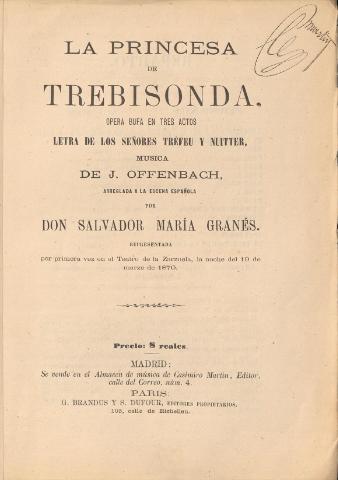 LA PRINCESA
DE
TREBISONDA,
OPERA BUFA EN TRES ACTOS
LETRA DE LOS SEÑORES TRÉFEU Y NUITTER,
MUSICA
DE J. OFFENBACH,
ARREGLADA Á LA ESCENA ESPAÑOLA
POR
DON SALVADOR MARÍA GRANÉS.
REPRESENTADA
por primera vez en el Teatro de la Zarzuela, la noche del 19 de
marzo de 1870.
Precio: 8 reales.
MADRID:
Se vende en el Almacen de música de Casimiro Martin, Editor,
calle del Correo, núm. 4.
PARIS:
G. BRANDUS Y S. DUFOUR, EDITORES PROPIETARIOS,
103, calle de Richelieu.